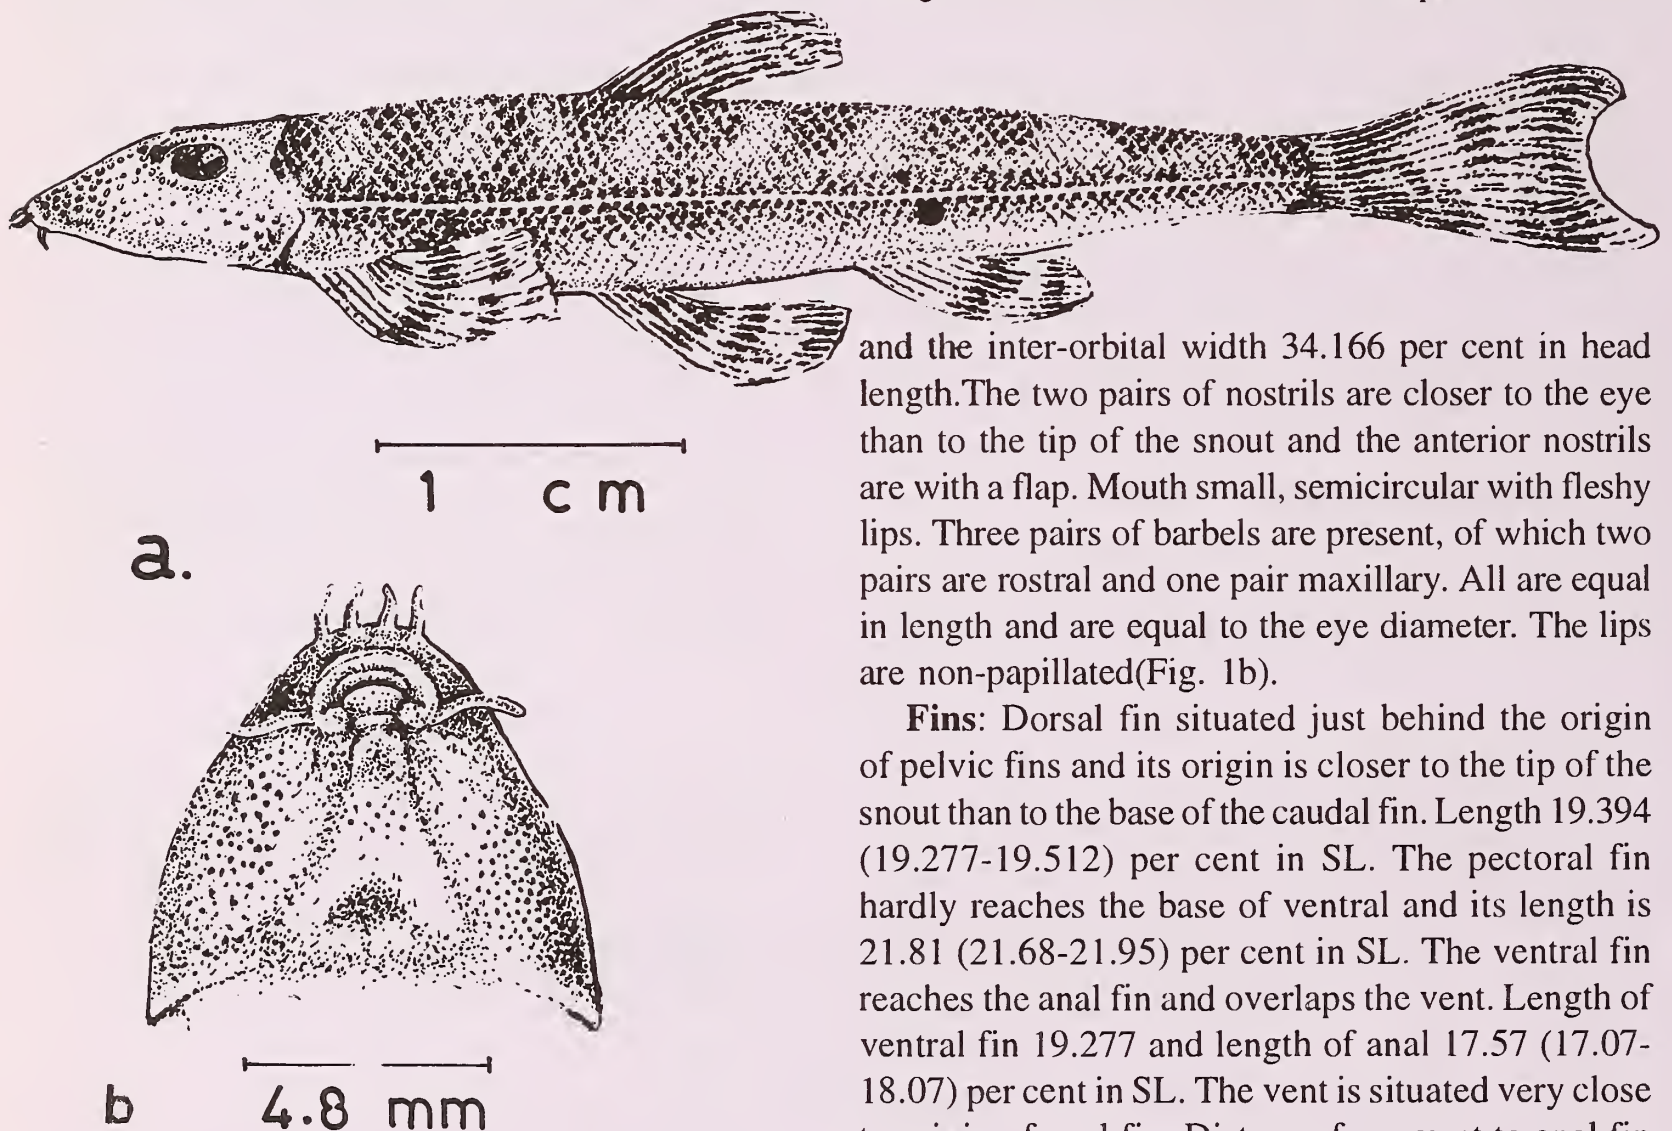 1 cm
a.
b
4.8 mm
and the inter-orbital width 34.166 per cent in head
length.The two pairs of nostrils are closer to the eye
than to the tip of the snout and the anterior nostrils
are with a flap. Mouth small, semicircular with fleshy
lips. Three pairs of barbels are present, of which two
pairs are rostral and one pair maxillary. All are equal
in length and are equal to the eye diameter. The lips
are non-papillated(Fig. 1b).
Fins: Dorsal fin situated just behind the origin
of pelvic fins and its origin is closer to the tip of the
snout than to the base of the caudal fin. Length 19.394
(19.277-19.512) per cent in SL. The pectoral fin
hardly reaches the base of ventral and its length is
21.81 (21.68-21.95) per cent in SL. The ventral fin
reaches the anal fin and overlaps the vent. Length of
ventral fin 19.277 and length of anal 17.57 (17.07-
18.07) per cent in SL. The vent is situated very close